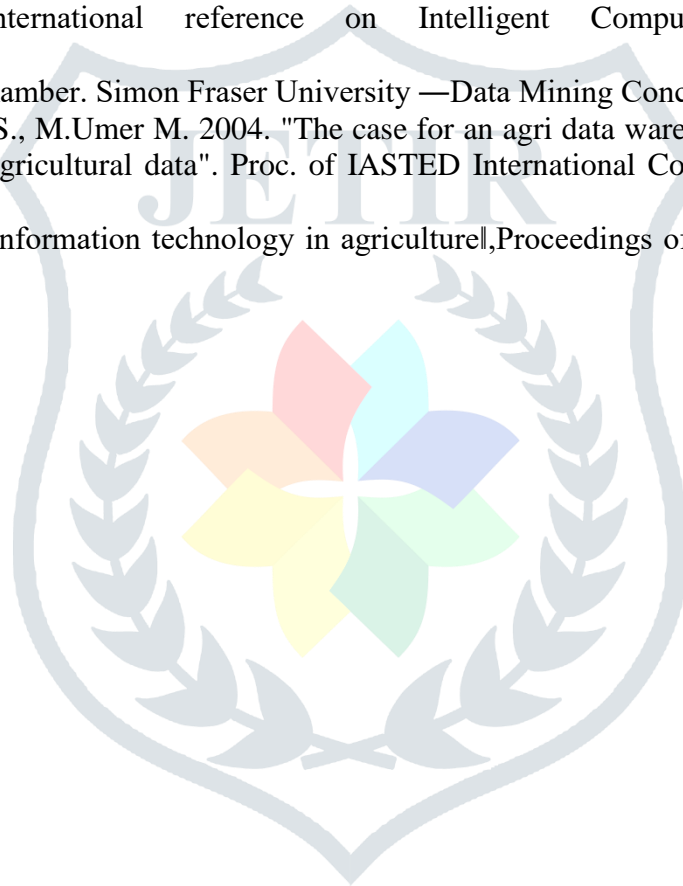 nternational reference on Intelligent Compu
amber. Simon Fraser University ―Data Mining Conc
S., M.Umer M. 2004. "The case for an agri data ware
gricultural data". Proc. of IASTED International Co
JETIR
nformation technology in agriculture‖,Proceedings of